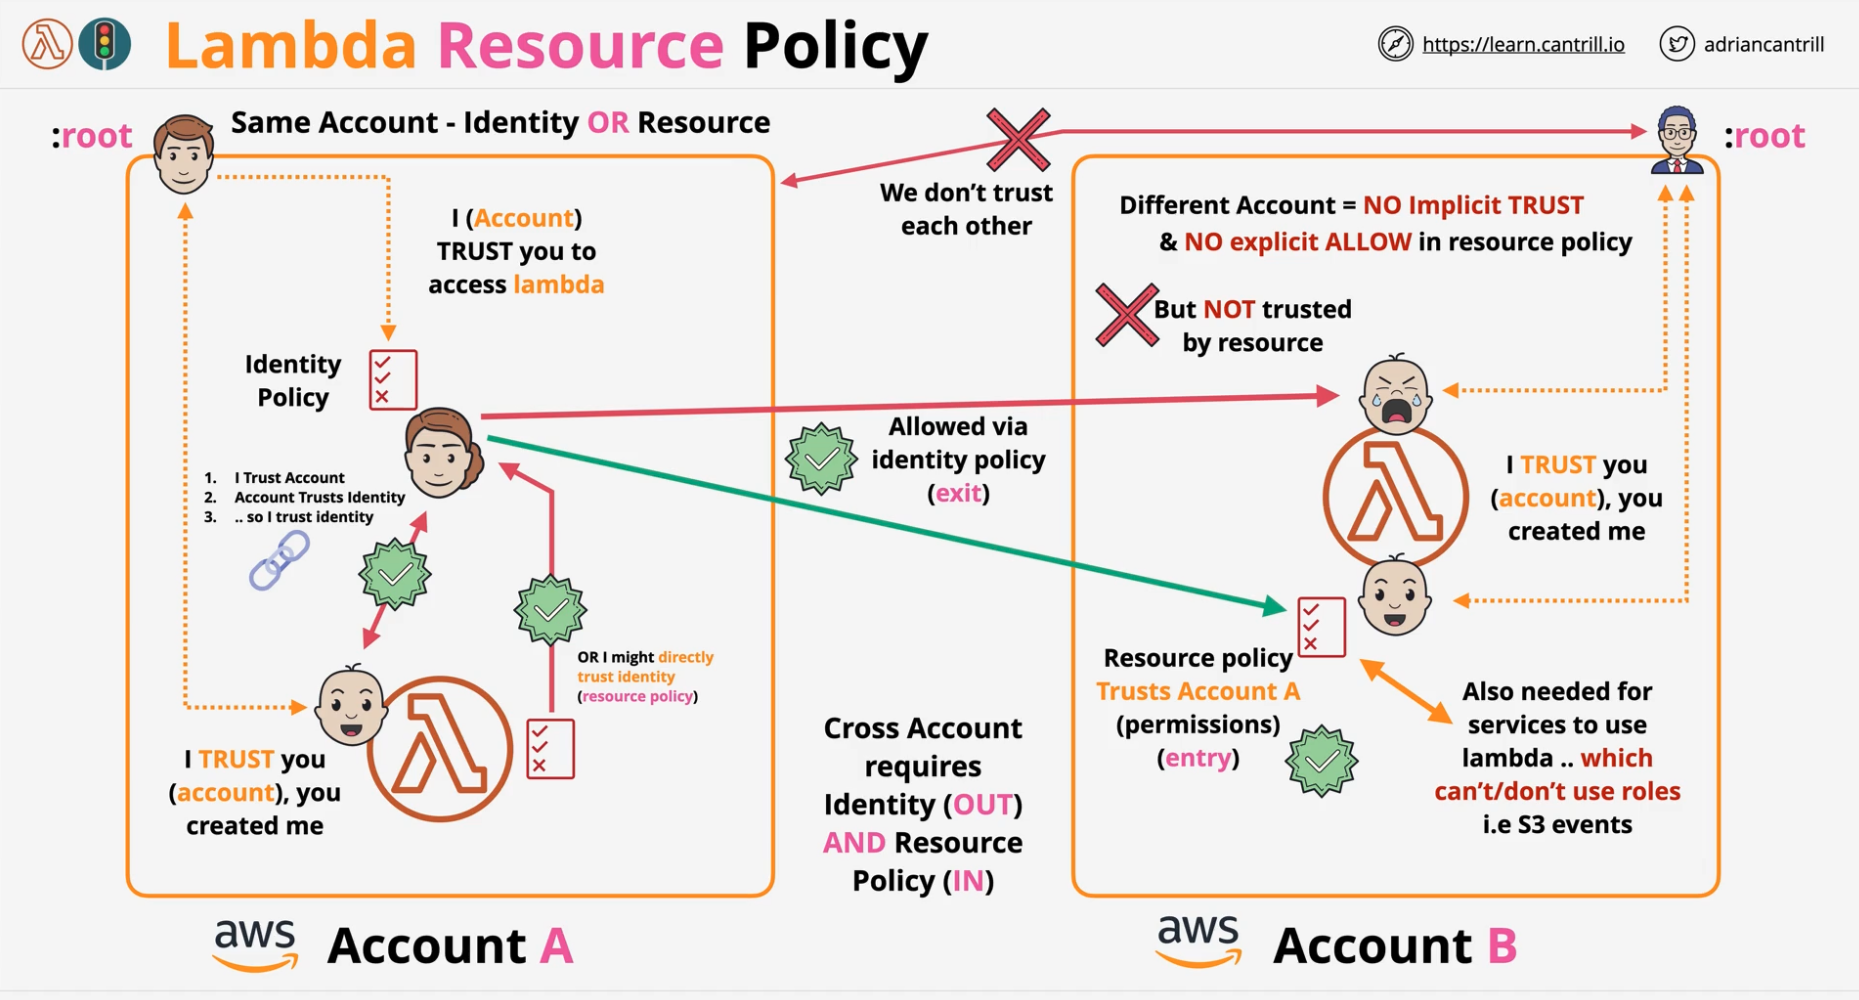 Lambda Resource Policy
https://learn.cantrill.io
adriancantrill
:root
Same Account - Identity OR Resource
I (Account)
TRUST you to
access lambda
Identity
Policy
1. I Trust Account
2. Account Trusts Identity
3. .. so I trust identity
OR I might directly
trust identity
(resource policy)
I TRUST you
(account), you
created me
We don't trust
each other
Allowed via
identity policy
(exit)
Cross Account
requires
Identity (OUT)
AND Resource
Policy (IN)
:root
Different Account = NO Implicit TRUST
& NO explicit ALLOW in resource policy
But NOT trusted
by resource
I TRUST you
(account), you
created me
Resource policy
Trusts Account A
(permissions)
(entry)
Also needed for
services to use
lambda .. which
can't/don't use roles
i.e S3 events
aws
Account A
aws
Account B